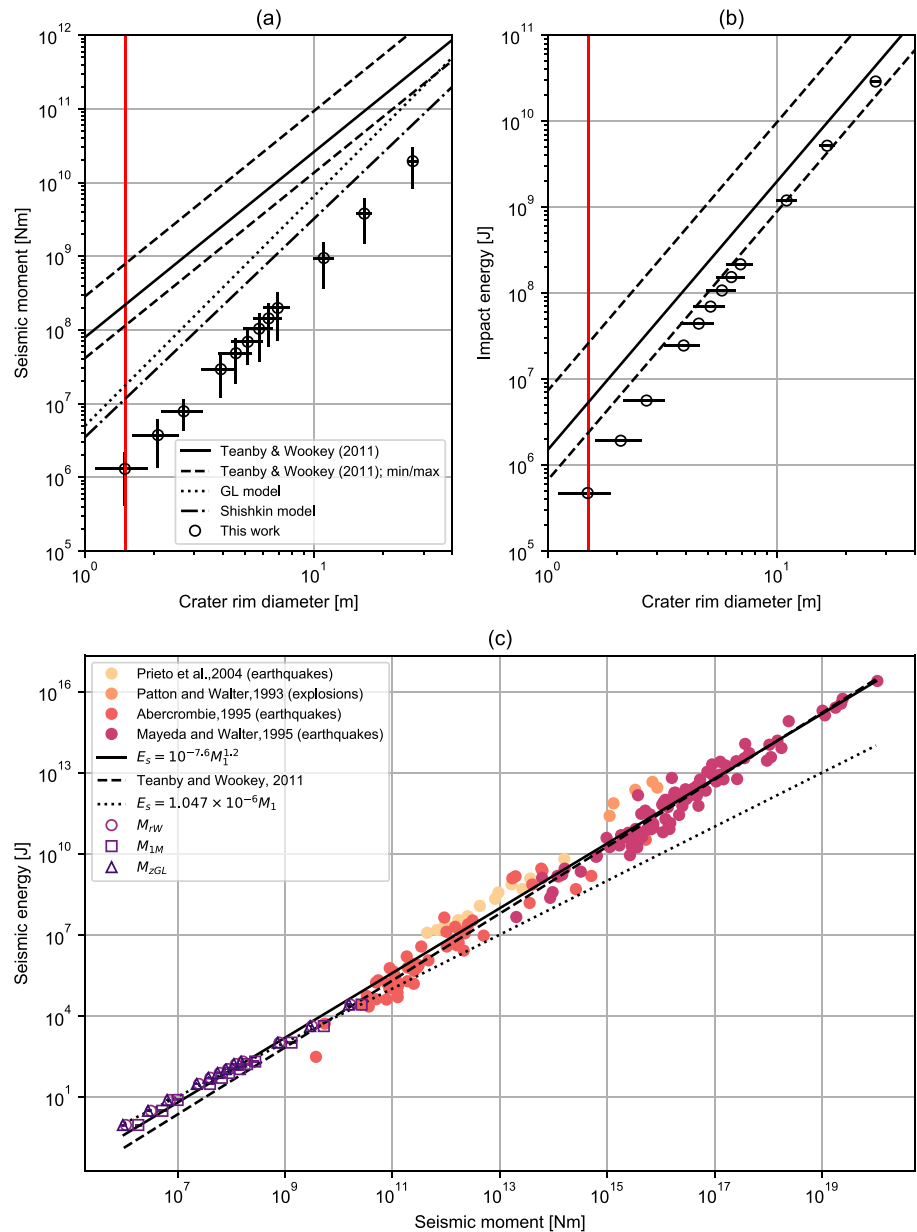 (a)
Seismic moment [Nm]
10^12
10^11
10^10
10^9
10^8
10^7
10^6
10^5
Teanby & Wookey (2011)
Teanby & Wookey (2011); min/max
GL model
Shishkin model
This work
10^0
10^1
Crater rim diameter [m]
(b)
Impact energy [J]
10^11
10^10
10^9
10^8
10^7
10^6
10^5
10^0
10^1
Crater rim diameter [m]
(c)
Seismic energy [J]
10^16
10^13
10^10
10^7
10^4
10^1
Prieto et al.,2004 (earthquakes)
Patton and Walter,1993 (explosions)
Abercrombie,1995 (earthquakes)
Mayeda and Walter,1995 (earthquakes)
E_s = 10^{-7.6} M_1^{1.2}
Teanby and Wookey, 2011
E_s = 1.047 × 10^{-6} M_1
M_{rW}
M_{1M}
M_{zGL}
10^7
10^9
10^11
10^13
10^15
10^17
10^19
Seismic moment [Nm]